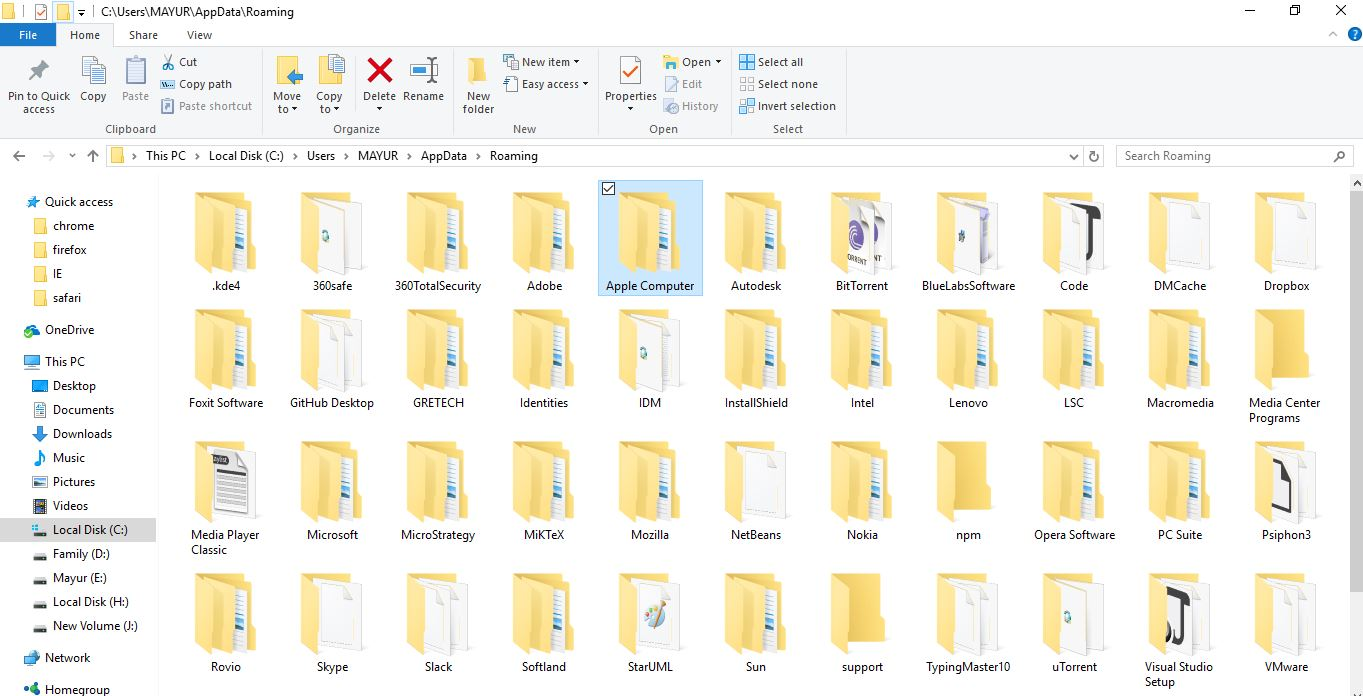 C:\Users\MAYUR\AppData\Roaming
File Home Share View
Pin to Quick access
Copy
Paste
Cut
Copy path
Paste shortcut
Clipboard
Move to
Copy to
Delete
Rename
Organize
New folder
New item
Easy access
New
Properties
Open
Edit
History
Open
Select all
Select none
Invert selection
Select
This PC > Local Disk (C:) > Users > MAYUR > AppData > Roaming
Search Roaming
Quick access
chrome
firefox
IE
safari
OneDrive
This PC
Desktop
Documents
Downloads
Music
Pictures
Videos
Local Disk (C:)
Family (D:)
Mayur (E:)
Local Disk (H:)
New Volume (J:)
Network
Homegroup
.kde4 360safe 360TotalSecurity Adobe Apple Computer Autodesk BitTorrent BlueLabsSoftware Code DMCache Dropbox
Foxit Software GitHub Desktop GRETECH Identities IDM InstallShield Intel Lenovo LSC Macromedia Media Center Programs
Media Player Classic Microsoft MicroStrategy MiKTeX Mozilla NetBeans Nokia npm Opera Software PC Suite Psiphon3
Rovio Skype Slack Softland StarUML Sun support TypingMaster10 uTorrent Visual Studio Setup VMware